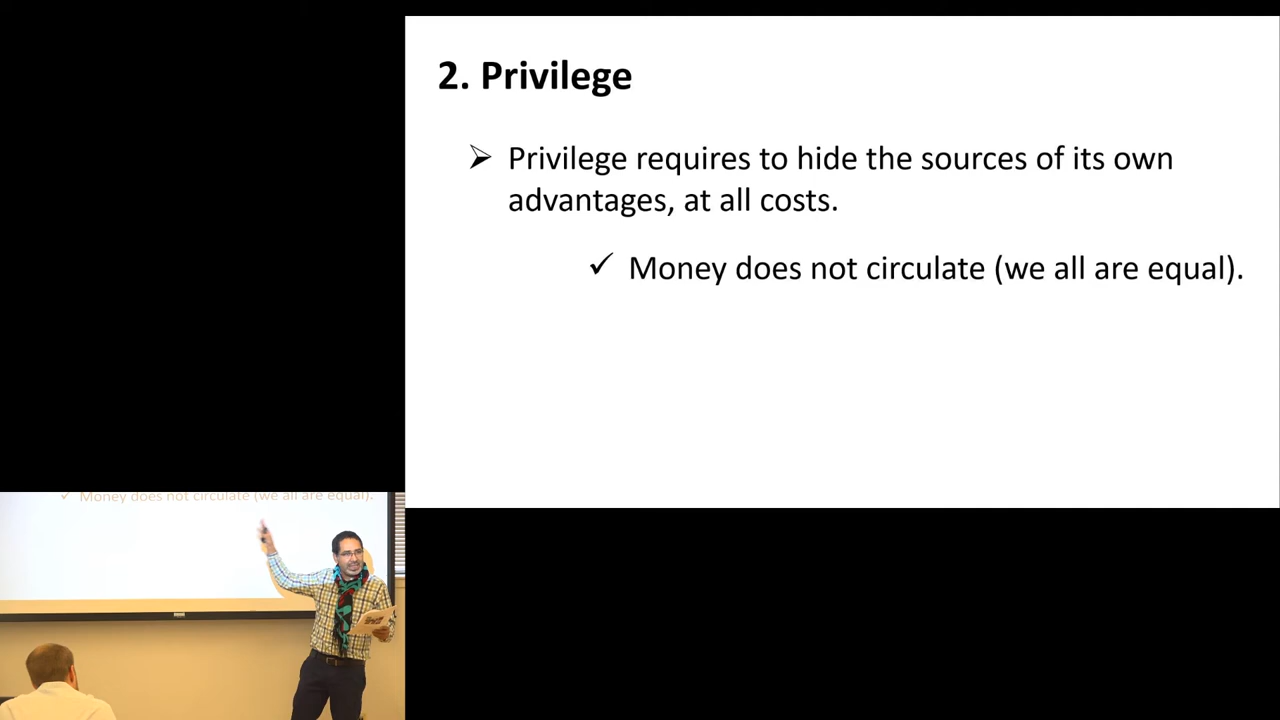 2. Privilege
➢ Privilege requires to hide the sources of its own
advantages, at all costs.
✓ Money does not circulate (we all are equal).
✓ Money does not circulate (we all are equal).